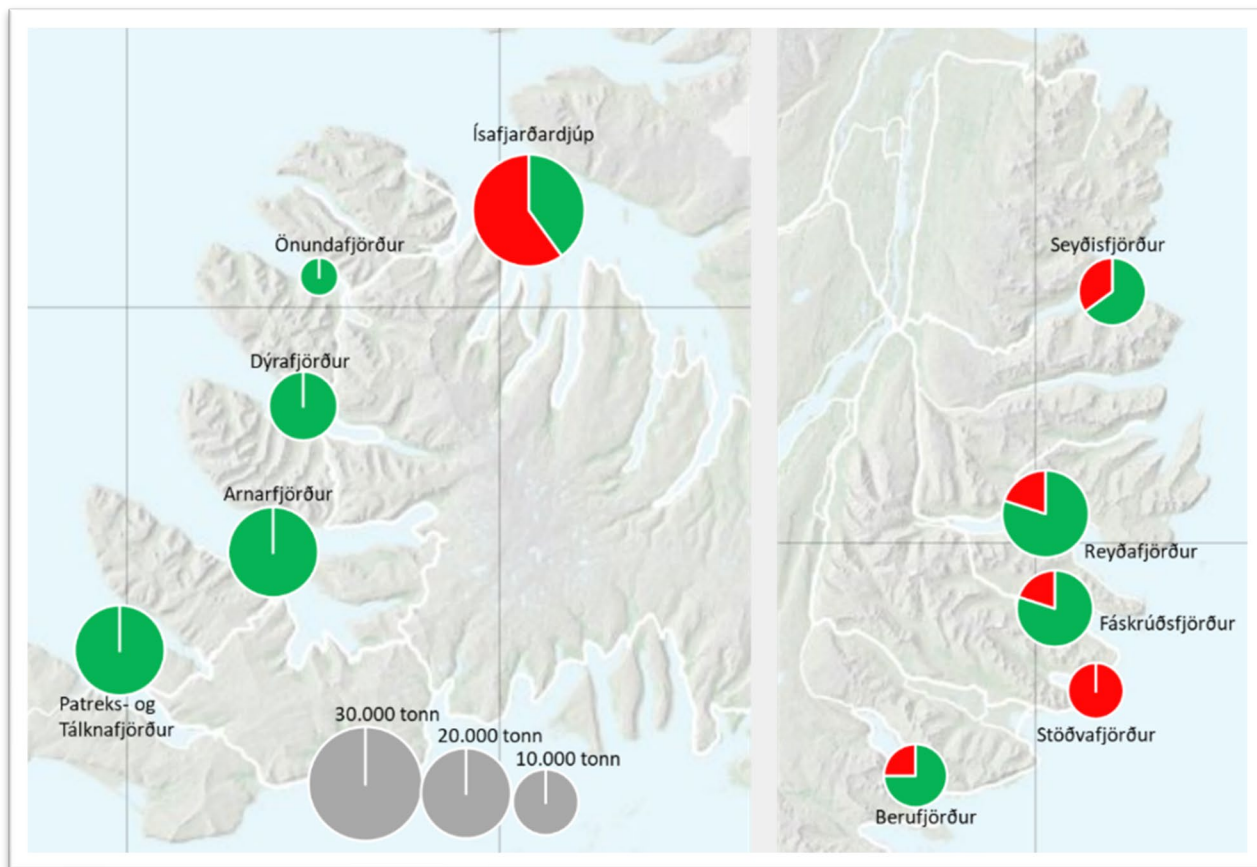 Ísafjarðardjúp
Önundafjörður
Dýrafjörður
Arnarfjörður
Patreks- og
Tálknafjörður
30.000 tonn
20.000 tonn
10.000 tonn
Seyðisfjörður
Reyðafjörður
Fáskrúðsfjörður
Stöðvafjörður
Berufjörður